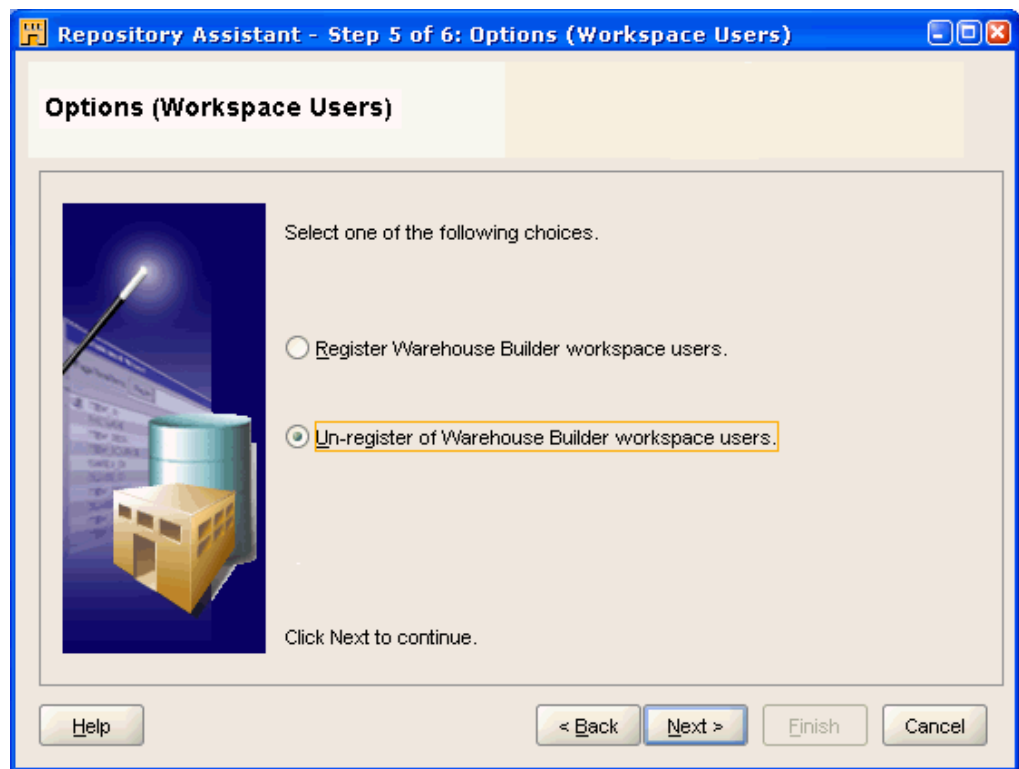 Repository Assistant - Step 5 of 6: Options (Workspace Users)
Options (Workspace Users)
Select one of the following choices.
Register Warehouse Builder workspace users.
Un-register of Warehouse Builder workspace users.
Click Next to continue.
Help
< Back
Next >
Finish
Cancel